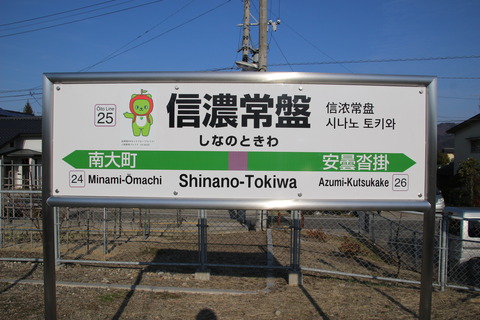 Ōito Line
25
信濃常盤
しなのときわ
信浓常盘
시나노 토키와
南大町
安曇沓掛
24 Minami-Ōmachi
Shinano-Tokiwa
Azumi-Kutsukake 26